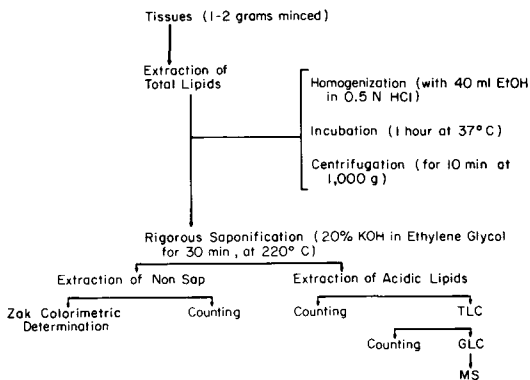 Tissues (1-2 grams minced)
Extraction of
Total Lipids
Homogenization (with 40 ml EtOH
in 0.5 N HCl)
Incubation (1 hour at 37° C)
Centrifugation (for 10 min at
1,000 g)
Rigorous Saponification (20% KOH in Ethylene Glycol
for 30 min, at 220° C)
Extraction of Non Sap
Extraction of Acidic Lipids
Zak Colorimetric
Determination
Counting
Counting
TLC
Counting
GLC
MS